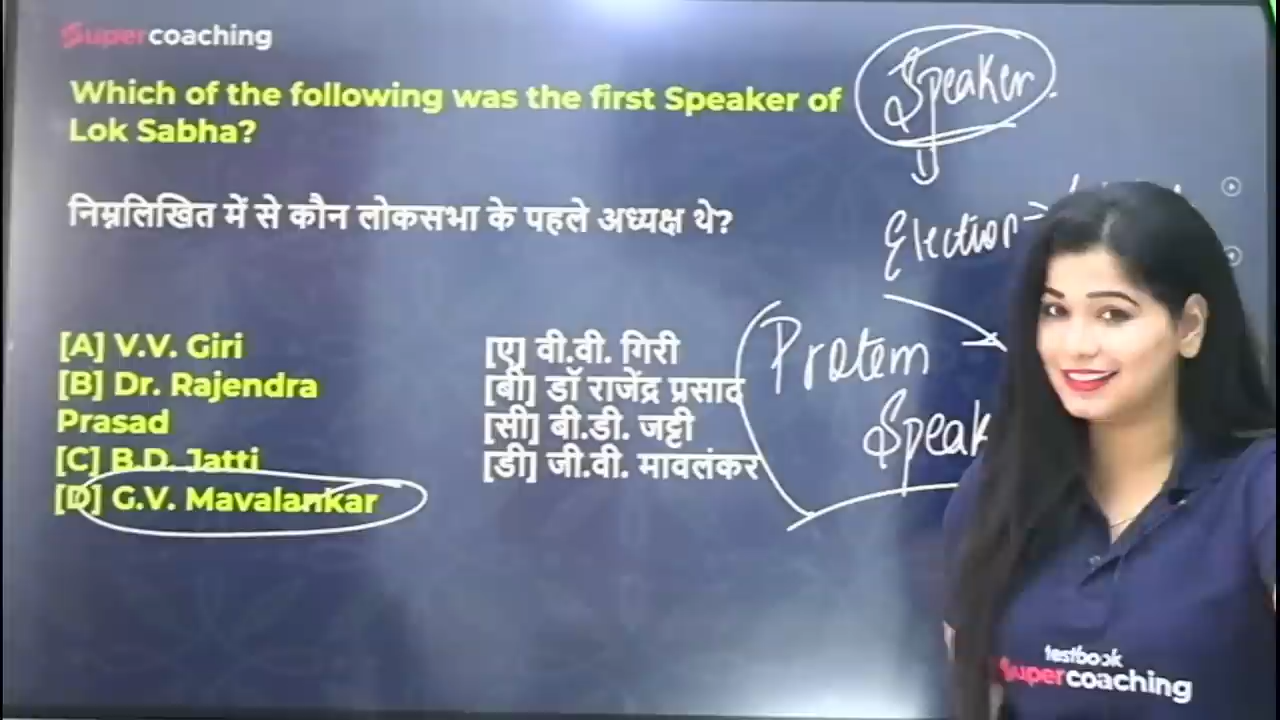 Supercoaching
Which of the following was the first Speaker of
Lok Sabha?
निम्नलिखित में से कौन लोकसभा के पहले अध्यक्ष थे?
[A] V.V. Giri
[B] Dr. Rajendra
Prasad
[C] B.D. Jatti
[D] G.V. Mavalankar
[ए] वी.वी. गिरी
[बी] डॉ राजेंद्र प्रसाद
[सी] बी.डी. जट्टी
[डी] जी.वी. मावलंकर
Speaker
Election
Protem
Speak
testbook
Supercoaching